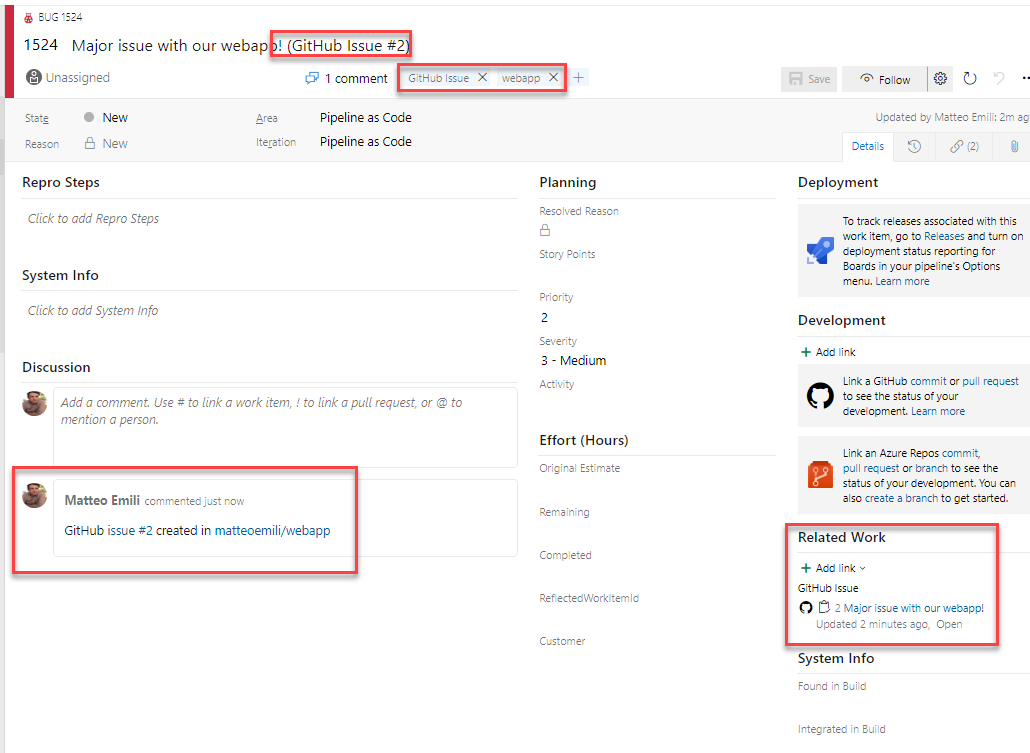 BUG 1524
1524 Major issue with our webapp! (GitHub Issue #2)
Unassigned
1 comment
GitHub Issue
webapp
+
Save
Follow
State
New
Area
Pipeline as Code
Updated by Matteo Emili: 2m ag
Reason
New
Iteration
Pipeline as Code
Details
(2)
Repro Steps
Click to add Repro Steps
System Info
Click to add System Info
Discussion
Add a comment. Use # to link a work item, ! to link a pull request, or @ to
mention a person.
Matteo Emili commented just now
GitHub issue #2 created in matteoemili/webapp
Planning
Resolved Reason
Story Points
Priority
2
Severity
3 - Medium
Activity
Effort (Hours)
Original Estimate
Remaining
Completed
ReflectedWorkItemId
Customer
Deployment
To track releases associated with this
work item, go to Releases and turn on
deployment status reporting for
Boards in your pipeline's Options
menu. Learn more
Development
+ Add link
Link a GitHub commit or pull request
to see the status of your
development. Learn more
Link an Azure Repos commit,
pull request or branch to see the
status of your development. You can
also create a branch to get started.
Related Work
+ Add link
GitHub Issue
2 Major issue with our webapp!
Updated 2 minutes ago, Open
System Info
Found in Build
Integrated in Build